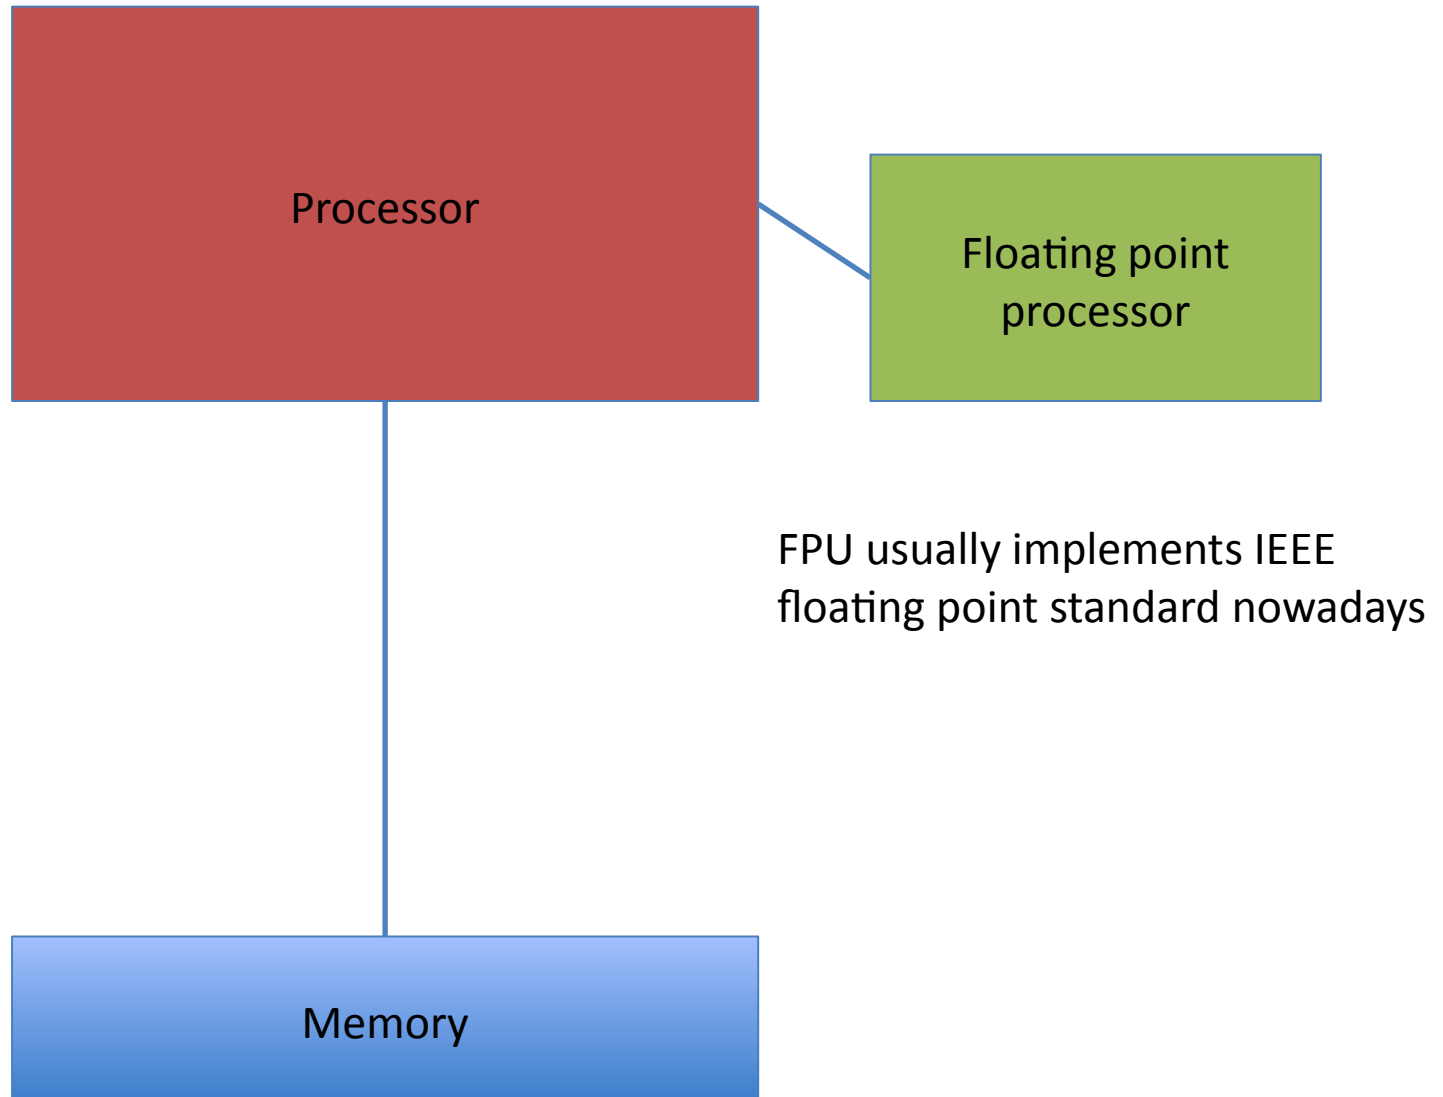 Processor
Floating point
processor
FPU usually implements IEEE
floating point standard nowadays
Memory